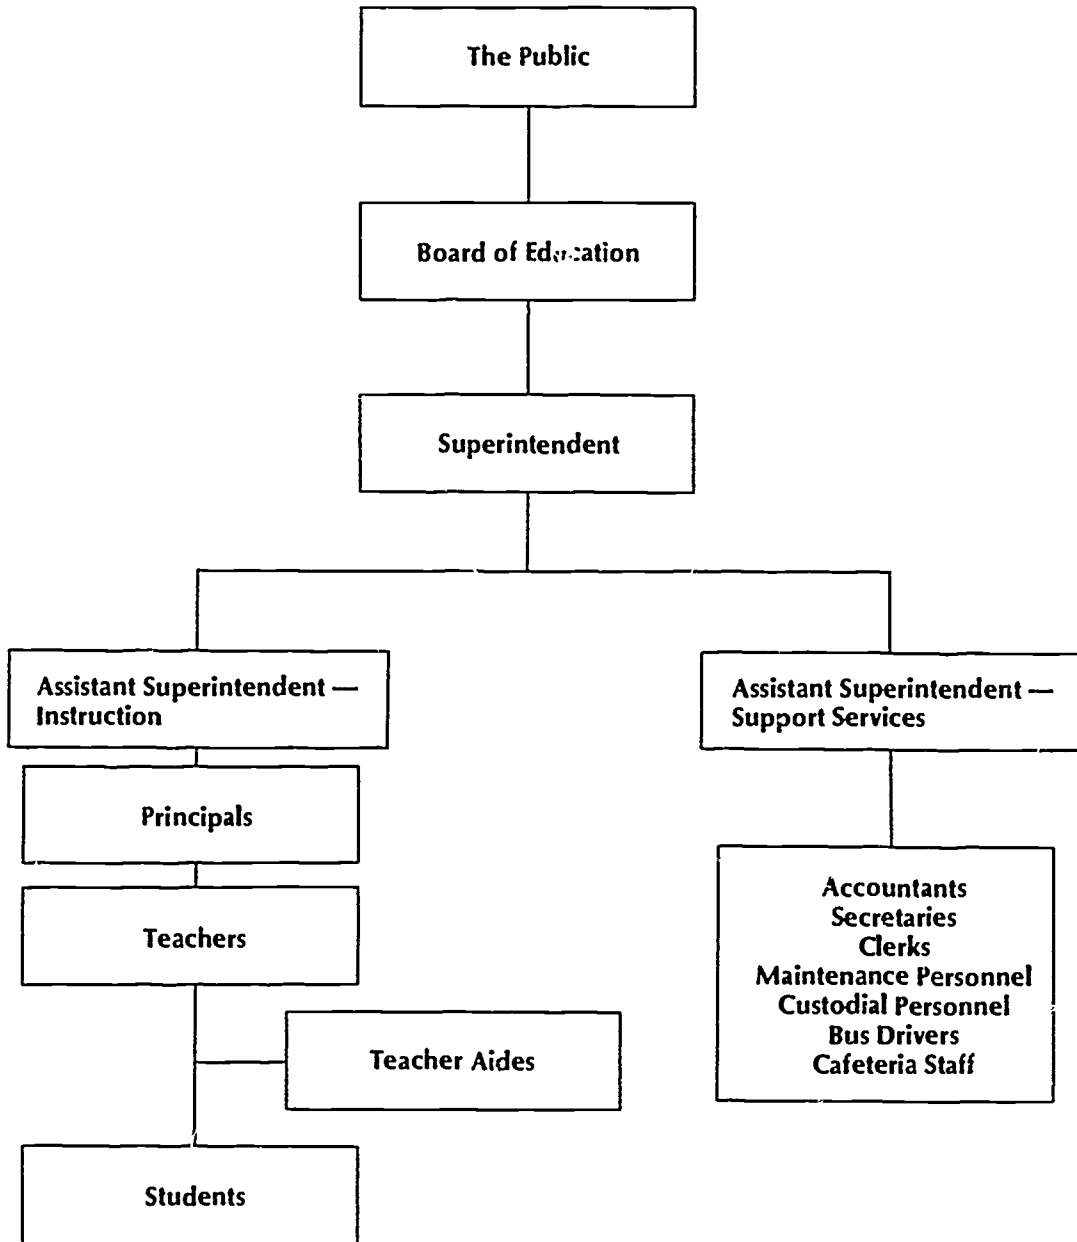 The Public
Board of Education
Superintendent
Assistant Superintendent —
Instruction
Assistant Superintendent —
Support Services
Principals
Teachers
Teacher Aides
Students
Accountants
Secretaries
Clerks
Maintenance Personnel
Custodial Personnel
Bus Drivers
Cafeteria Staff